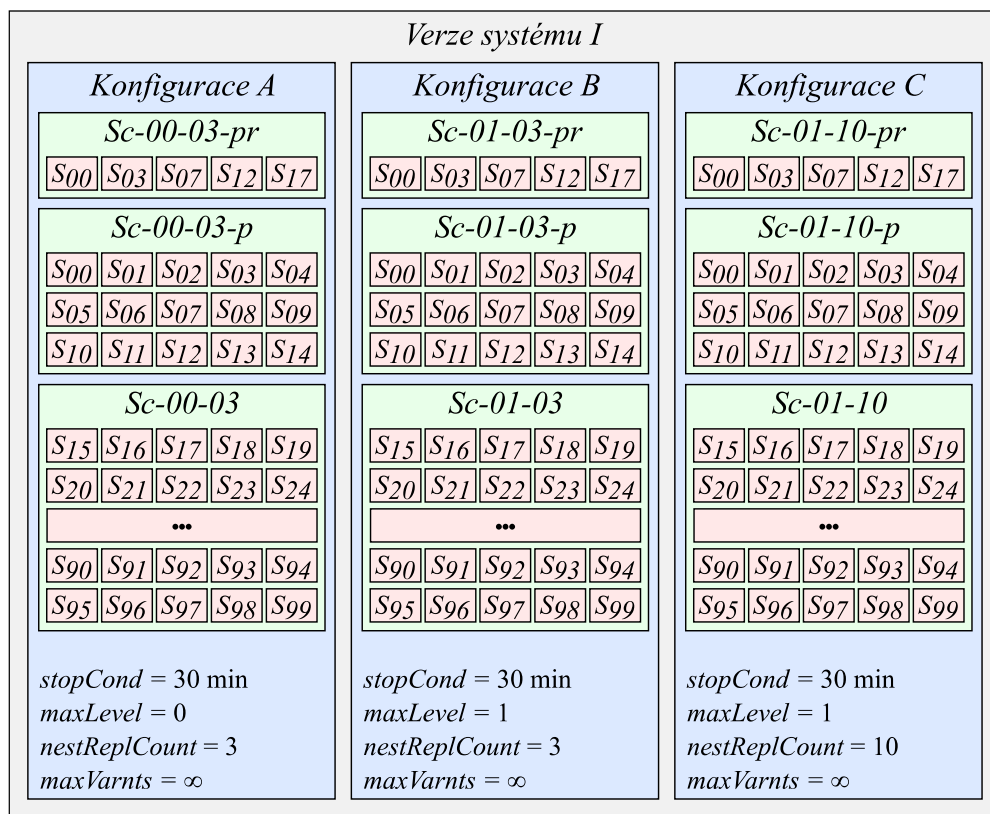 Verze systému I
Konfigurace A
Sc-00-03-pr
S00 S03 S07 S12 S17
Sc-00-03-p
S00 S01 S02 S03 S04
S05 S06 S07 S08 S09
S10 S11 S12 S13 S14
Sc-00-03
S15 S16 S17 S18 S19
S20 S21 S22 S23 S24
...
S90 S91 S92 S93 S94
S95 S96 S97 S98 S99
stopCond = 30 min
maxLevel = 0
nestReplCount = 3
maxVarnts = ∞
Konfigurace B
Sc-01-03-pr
S00 S03 S07 S12 S17
Sc-01-03-p
S00 S01 S02 S03 S04
S05 S06 S07 S08 S09
S10 S11 S12 S13 S14
Sc-01-03
S15 S16 S17 S18 S19
S20 S21 S22 S23 S24
...
S90 S91 S92 S93 S94
S95 S96 S97 S98 S99
stopCond = 30 min
maxLevel = 1
nestReplCount = 3
maxVarnts = ∞
Konfigurace C
Sc-01-10-pr
S00 S03 S07 S12 S17
Sc-01-10-p
S00 S01 S02 S03 S04
S05 S06 S07 S08 S09
S10 S11 S12 S13 S14
Sc-01-10
S15 S16 S17 S18 S19
S20 S21 S22 S23 S24
...
S90 S91 S92 S93 S94
S95 S96 S97 S98 S99
stopCond = 30 min
maxLevel = 1
nestReplCount = 10
maxVarnts = ∞